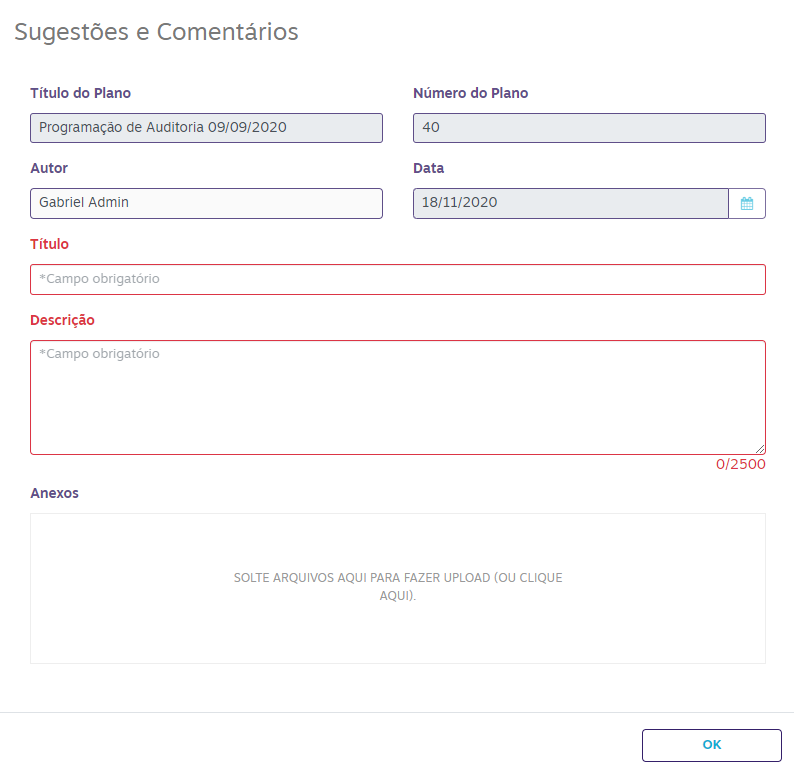 Sugestões e Comentários
Título do Plano
Número do Plano
Programação de Auditoria 09/09/2020
40
Autor
Data
Gabriel Admin
18/11/2020
Título
*Campo obrigatório
Descrição
*Campo obrigatório
0/2500
Anexos
SOLTE ARQUIVOS AQUI PARA FAZER UPLOAD (OU CLIQUE
AQUI).
OK